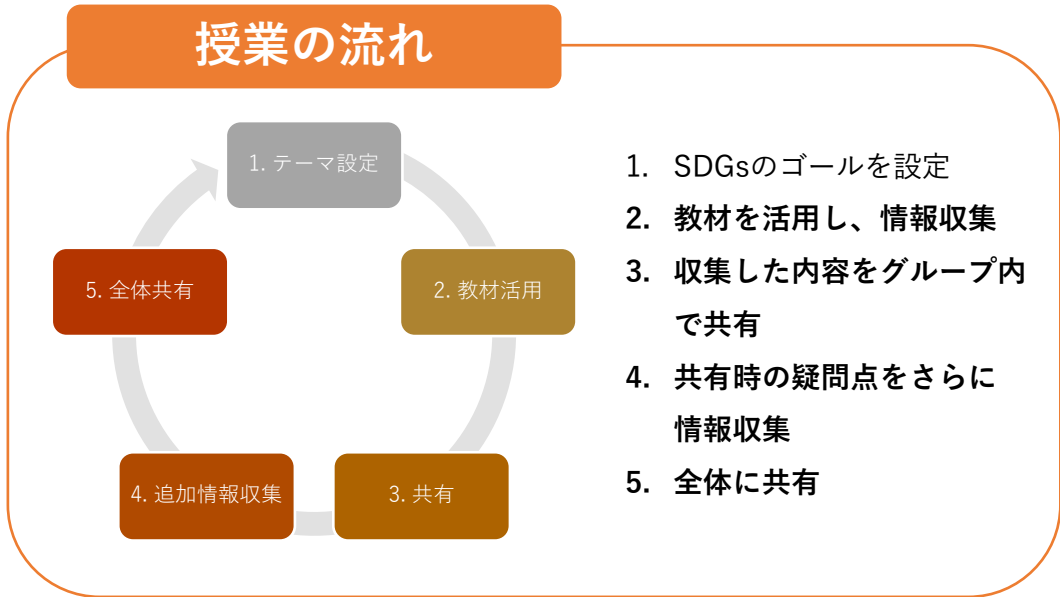 授業の流れ
1. テーマ設定
2. 教材活用
3. 共有
4. 追加情報収集
5. 全体共有
1. SDGsのゴールを設定
2. 教材を活用し、情報収集
3. 収集した内容をグループ内
で共有
4. 共有時の疑問点をさらに
情報収集
5. 全体に共有